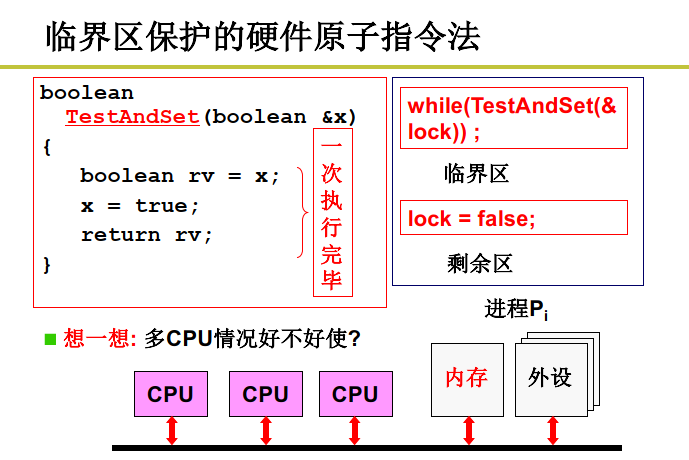 临界区保护的硬件原子指令法
boolean
TestAndSet(boolean &x)
{
boolean rv = x;
x = true;
return rv;
}
一
次
执
行
完
毕
while(TestAndSet(&
lock)) ;
临界区
lock = false;
剩余区
进程Pi
想一想: 多CPU情况好不好使?
CPU
CPU
CPU
内存
外设